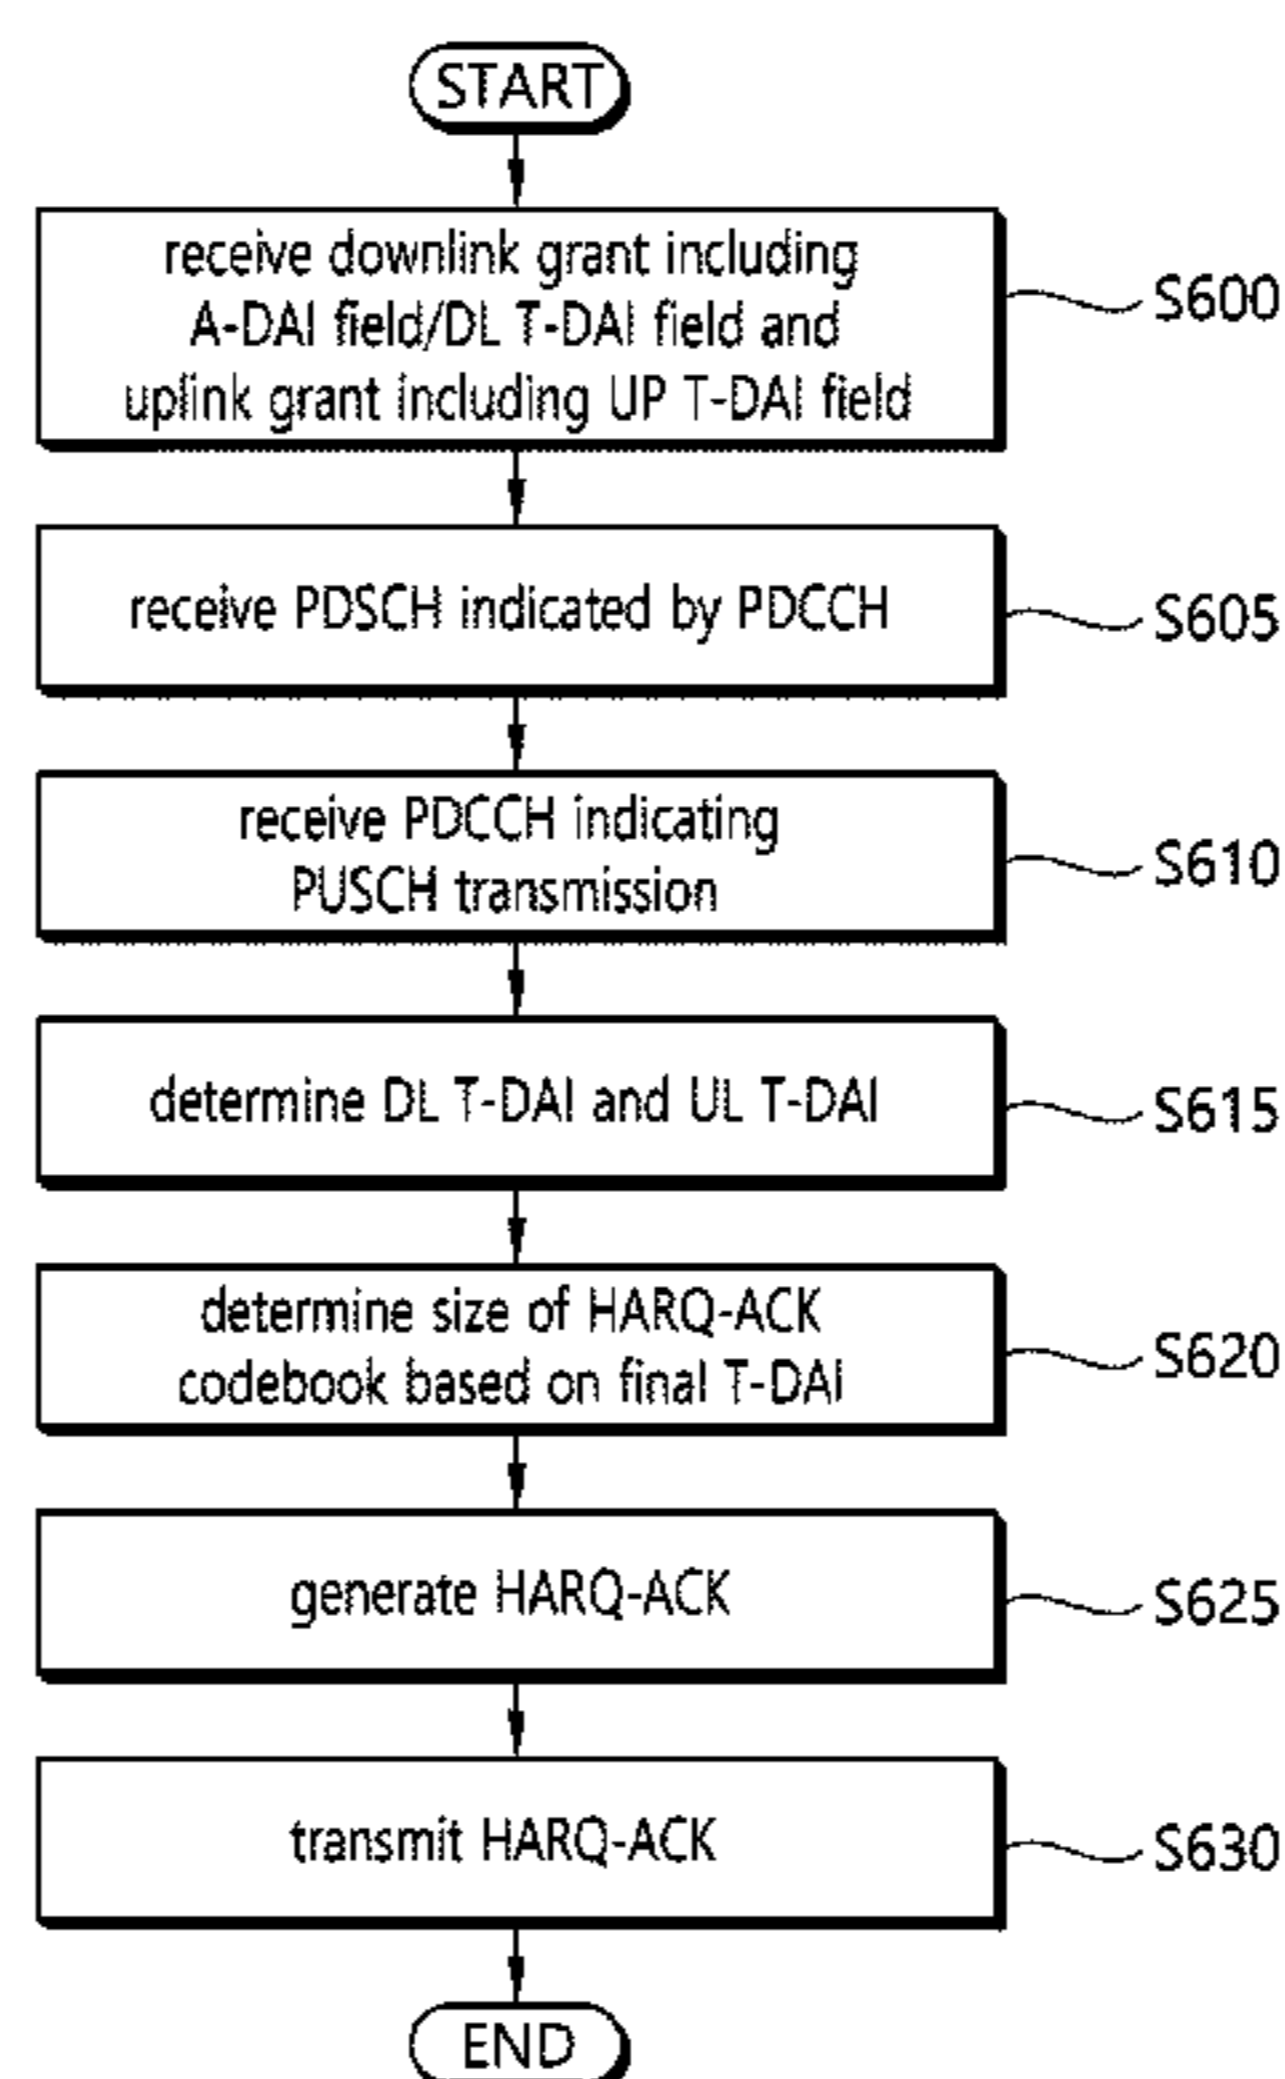 START
receive downlink grant including
A-DAI field/DL T-DAI field and
uplink grant including UP T-DAI field
S600
receive PDSCH indicated by PDCCH
S605
receive PDCCH indicating
PUSCH transmission
S610
determine DL T-DAI and UL T-DAI
S615
determine size of HARQ-ACK
codebook based on final T-DAI
S620
generate HARQ-ACK
S625
transmit HARQ-ACK
S630
END